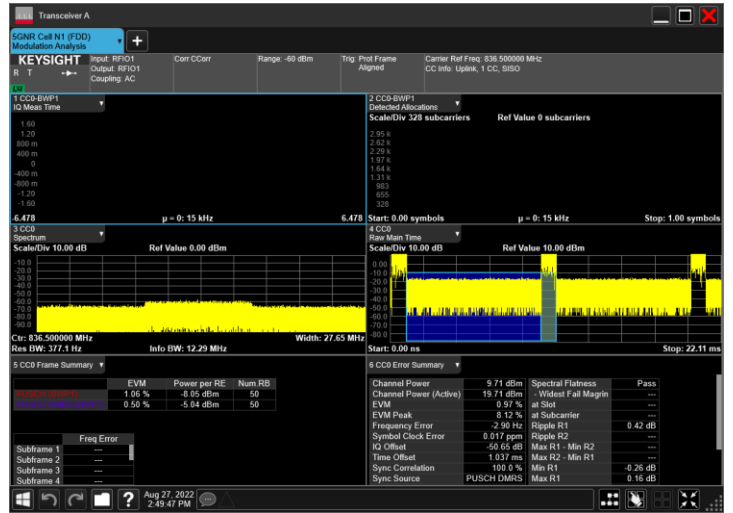 Transceiver A
5GNR Cell N1 (FDD)
Modulation Analysis
KEYSIGHT
R T
LXI
Input: RFIO1
Output: RFIO1
Coupling: AC
Corr CCorr
Range: -60 dBm
Trig: Prot Frame
Aligned
Carrier Ref Freq: 836.500000 MHz
CC Info: Uplink, 1 CC, SISO
1 CC0-BWP1
IQ Meas Time
1.60
1.20
800 m
400 m
0
-400 m
-800 m
-1.20
-1.60
-6.478 µ = 0: 15 kHz 6.478
2 CC0-BWP1
Detected Allocations
Scale/Div 328 subcarriers Ref Value 0 subcarriers
2.95 k
2.62 k
2.29 k
1.97 k
1.64 k
1.31 k
983
655
328
Start: 0.00 symbols µ = 0: 15 kHz Stop: 1.00 symbols
3 CC0
Spectrum
Scale/Div 10.00 dB Ref Value 0.00 dBm
-10.0
-20.0
-30.0
-40.0
-50.0
-60.0
-70.0
-80.0
-90.0
Ctr: 836.500000 MHz Width: 27.65 MHz
Res BW: 377.1 Hz Info BW: 12.29 MHz
4 CC0
Raw Main Time
Scale/Div 10.00 dB Ref Value 10.00 dBm
0.00
-10.0
-20.0
-30.0
-40.0
-50.0
-60.0
-70.0
-80.0
Start: 0.00 ns Stop: 22.11 ms
5 CC0 Frame Summary
EVM Power per RE Num.RB
1.06 % -8.05 dBm 50
0.50 % -5.04 dBm 50
Freq Error
Subframe 1 ---
Subframe 2 ---
Subframe 3 ---
Subframe 4 ---
6 CC0 Error Summary
Channel Power 9.71 dBm Spectral Flatness Pass
Channel Power (Active) 19.71 dBm - Widest Fail Magrin ---
EVM 0.97 % at Slot ---
EVM Peak 8.12 % at Subcarrier ---
Frequency Error -2.90 Hz Ripple R1 0.42 dB
Symbol Clock Error 0.017 ppm Ripple R2 ---
IQ Offset -50.65 dB Max R1 - Min R2 ---
Time Offset 1.037 ms Max R2 - Min R1 ---
Sync Correlation 100.0 % Min R1 -0.26 dB
Sync Source PUSCH DMRS Max R1 0.16 dB
Aug 27, 2022
2:49:47 PM